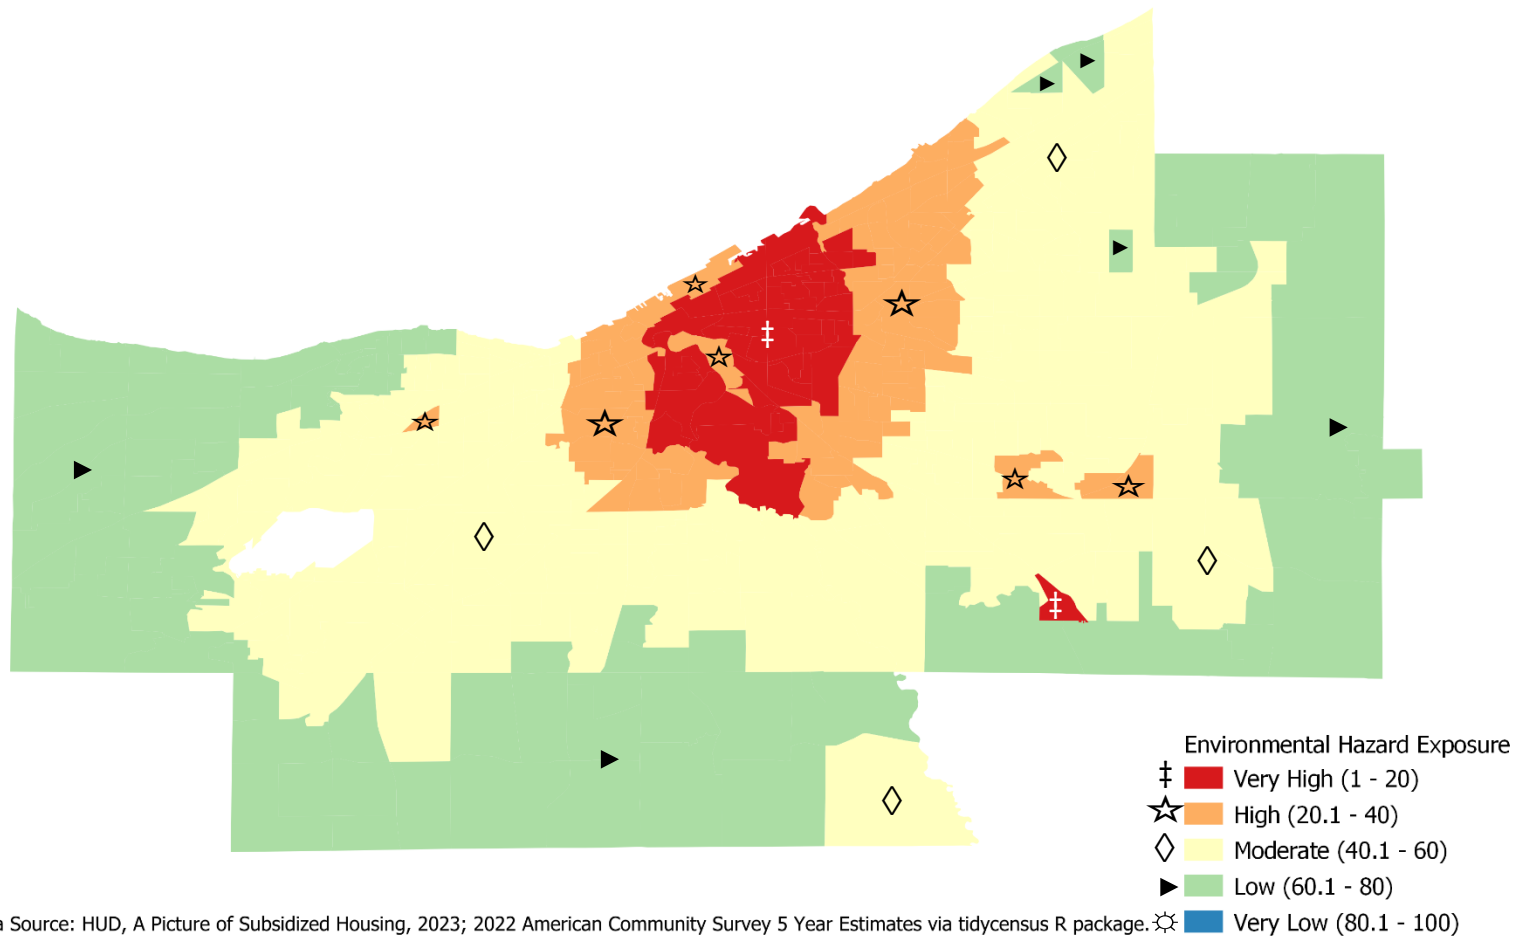 Environmental Hazard Exposure
Very High (1 - 20)
High (20.1 - 40)
Moderate (40.1 - 60)
Low (60.1 - 80)
Very Low (80.1 - 100)
a Source: HUD, A Picture of Subsidized Housing, 2023; 2022 American Community Survey 5 Year Estimates via tidycensus R package.